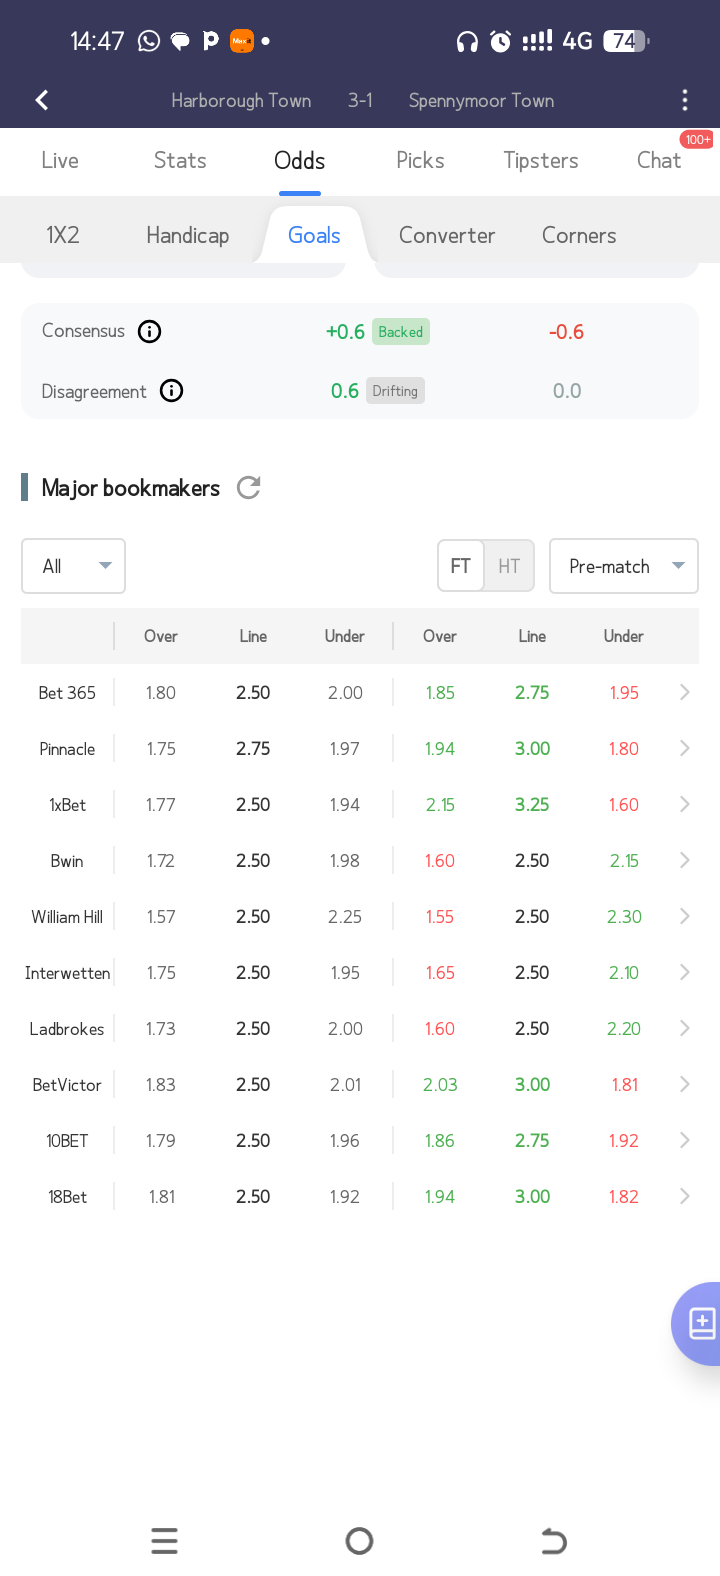 14:47 4G 74
Harborough Town 3-1 Spennymoor Town
100+
Live Stats Odds Picks Tipsters Chat
1X2 Handicap Goals Converter Corners
Consensus +0.6 Backed -0.6
Disagreement 0.6 Drifting 0.0
Major bookmakers
All FT HT Pre-match
Over Line Under Over Line Under
Bet 365 1.80 2.50 2.00 1.85 2.75 1.95
Pinnacle 1.75 2.75 1.97 1.94 3.00 1.80
1xBet 1.77 2.50 1.94 2.15 3.25 1.60
Bwin 1.72 2.50 1.98 1.60 2.50 2.15
William Hill 1.57 2.50 2.25 1.55 2.50 2.30
Interwetten 1.75 2.50 1.95 1.65 2.50 2.10
Ladbrokes 1.73 2.50 2.00 1.60 2.50 2.20
BetVictor 1.83 2.50 2.01 2.03 3.00 1.81
10BET 1.79 2.50 1.96 1.86 2.75 1.92
18Bet 1.81 2.50 1.92 1.94 3.00 1.82